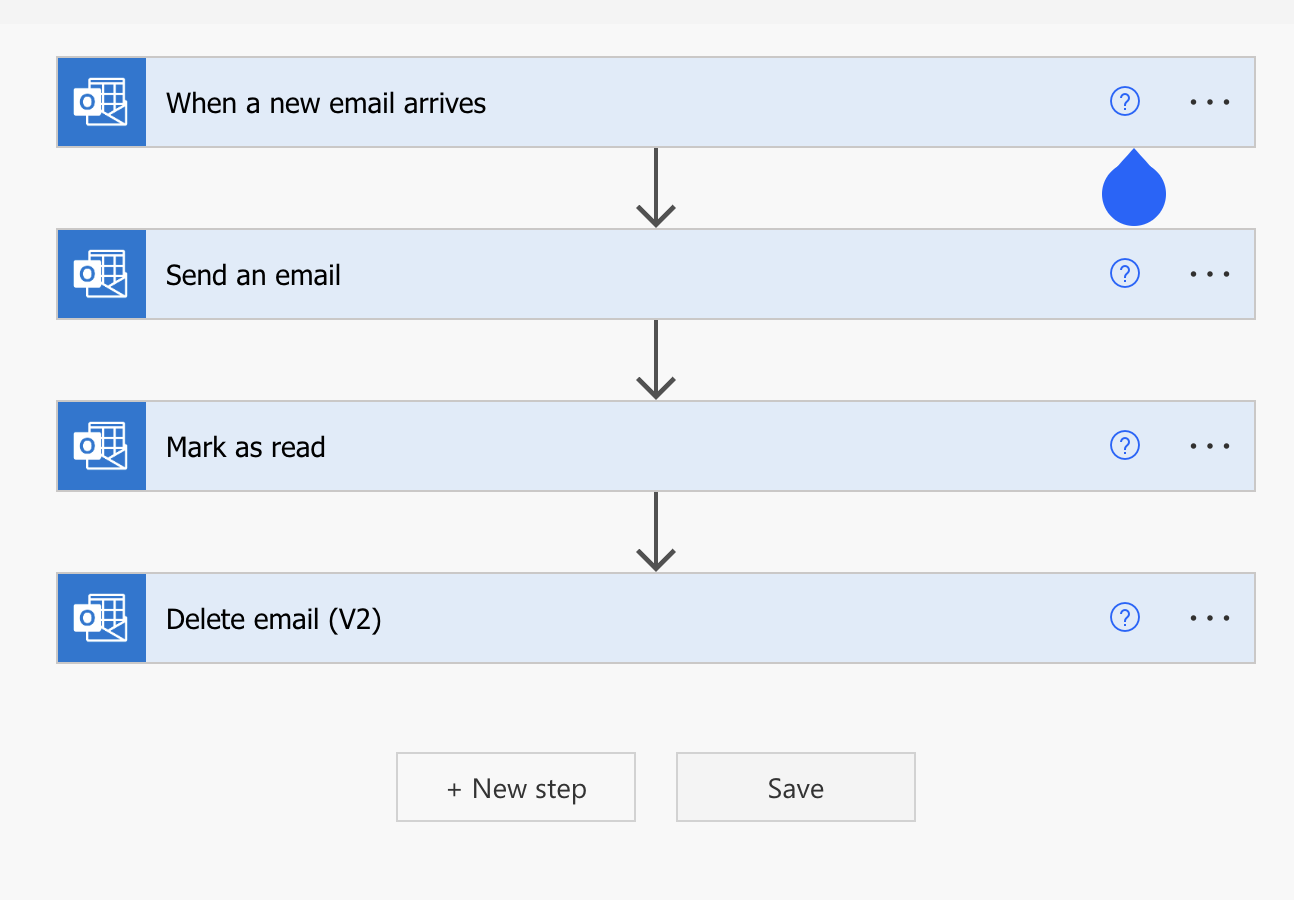 When a new email arrives
Send an email
Mark as read
Delete email (V2)
+ New step
Save